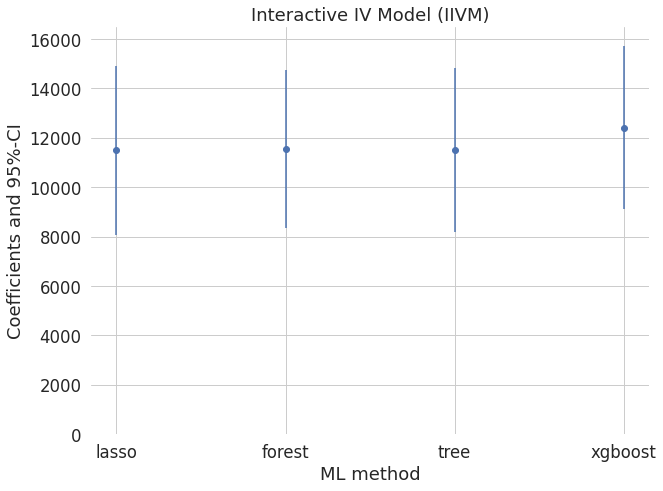 Interactive IV Model (IIVM)
Coefficients and 95%-CI
16000
14000
12000
10000
8000
6000
4000
2000
0
lasso forest tree xgboost
ML method